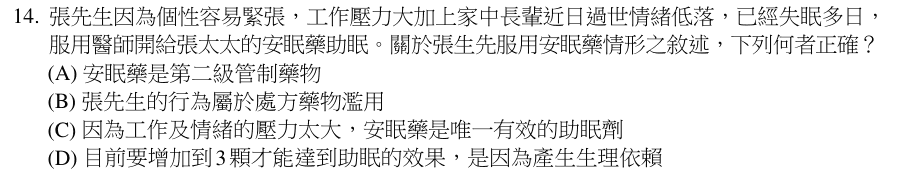 14. 張先生因為個性容易緊張，工作壓力大加上家中長輩近日過世情緒低落，已經失眠多日，
服用醫師開給張太太的安眠藥助眠。關於張生先服用安眠藥情形之敘述，下列何者正確？
(A) 安眠藥是第二級管制藥物
(B) 張先生的行為屬於處方藥物濫用
(C) 因為工作及情緒的壓力太大，安眠藥是唯一有效的助眠劑
(D) 目前要增加到3顆才能達到助眠的效果，是因為產生生理依賴